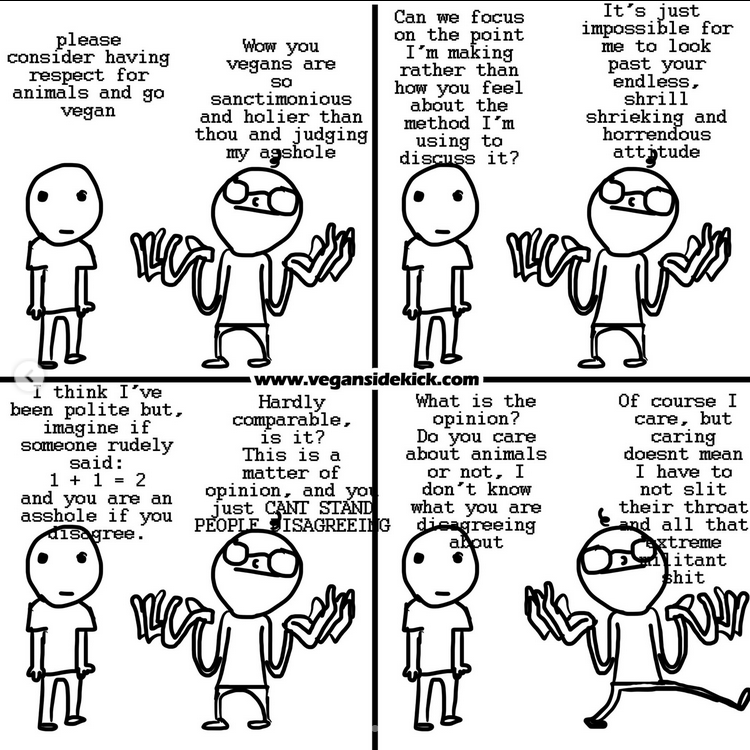 please
consider having
respect for
animals and go
vegan
Wow you
vegans are
so
sanctimonious
and holier than
thou and judging
my asshole
Can we focus
on the point
I'm making
rather than
how you feel
about the
method I'm
using to
discuss it?
It's just
impossible for
me to look
past your
endless,
shrill
shrieking and
horrendous
attitude
www.vegansidekick.com
I think I've
been polite but,
imagine if
someone rudely
said:
1 + 1 = 2
and you are an
asshole if you
disagree.
Hardly
comparable,
is it?
This is a
matter of
opinion, and you
just CANT STAND
PEOPLE DISAGREEING
What is the
opinion?
Do you care
about animals
or not, I
don't know
what you are
disagreeing
about
Of course I
care, but
caring
doesnt mean
I have to
not slit
their throat
and all that
extreme
militant
shit